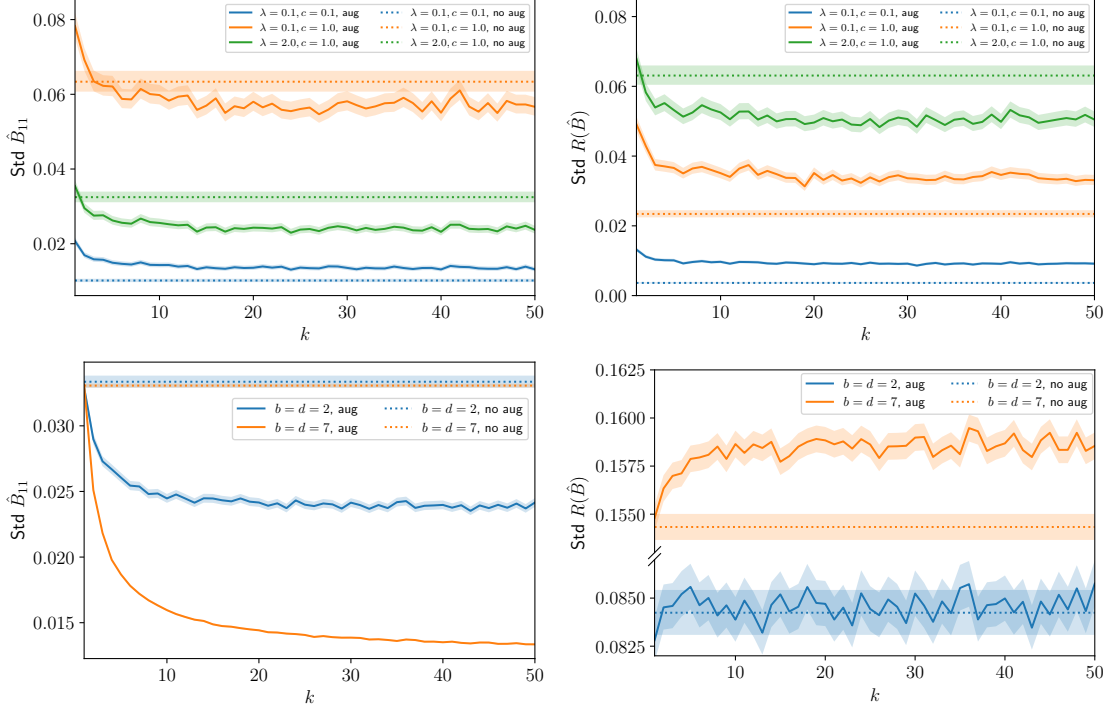 0.08
0.06
0.04
0.02
Std B̂₁₁
λ = 0.1, c = 0.1, aug
λ = 0.1, c = 1.0, aug
λ = 2.0, c = 1.0, aug
λ = 0.1, c = 0.1, no aug
λ = 0.1, c = 1.0, no aug
λ = 2.0, c = 1.0, no aug
10 20 30 40 50
k
0.08
0.06
0.04
0.02
0.00
Std R(B̂)
λ = 0.1, c = 0.1, aug
λ = 0.1, c = 1.0, aug
λ = 2.0, c = 1.0, aug
λ = 0.1, c = 0.1, no aug
λ = 0.1, c = 1.0, no aug
λ = 2.0, c = 1.0, no aug
10 20 30 40 50
k
0.030
0.025
0.020
0.015
Std B̂₁₁
b = d = 2, aug
b = d = 7, aug
b = d = 2, no aug
b = d = 7, no aug
10 20 30 40 50
k
0.1625
0.1600
0.1575
0.1550
0.0850
0.0825
Std R(B̂)
b = d = 2, aug
b = d = 7, aug
b = d = 2, no aug
b = d = 7, no aug
10 20 30 40 50
k